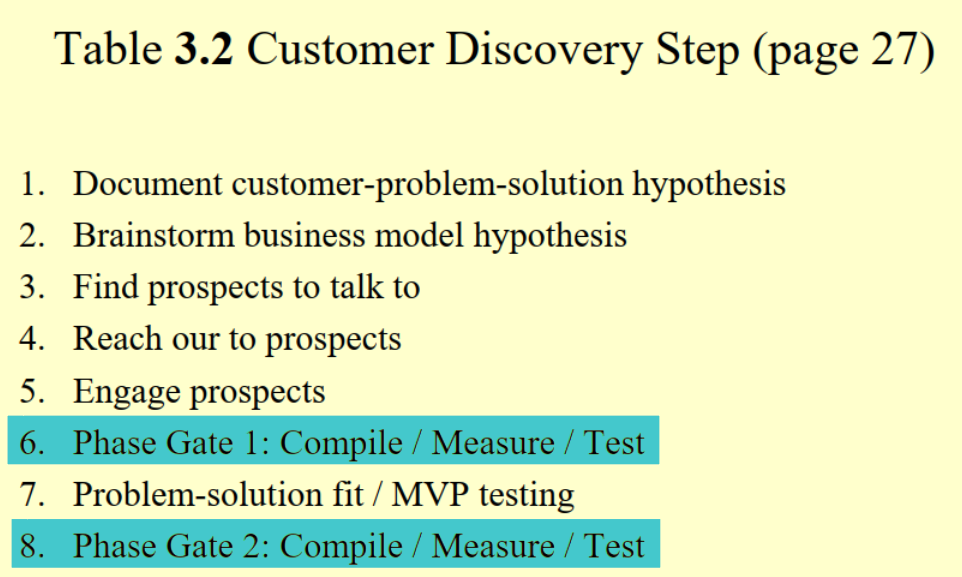 Table 3.2 Customer Discovery Step (page 27)
1. Document customer-problem-solution hypothesis
2. Brainstorm business model hypothesis
3. Find prospects to talk to
4. Reach our to prospects
5. Engage prospects
6. Phase Gate 1: Compile / Measure / Test
7. Problem-solution fit / MVP testing
8. Phase Gate 2: Compile / Measure / Test